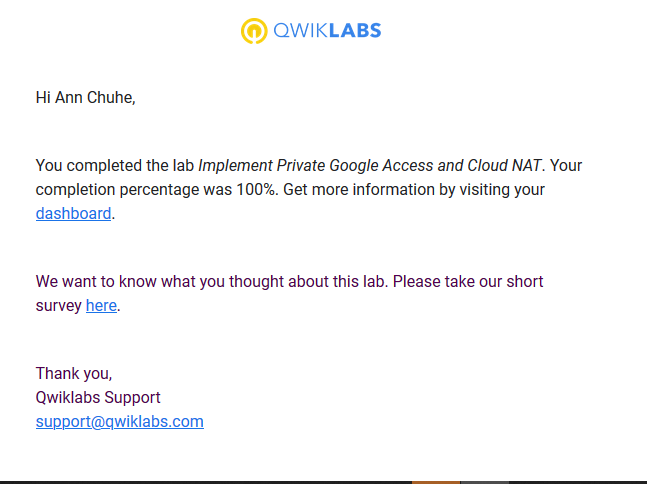 QWIKLABS
Hi Ann Chuhe,
You completed the lab Implement Private Google Access and Cloud NAT. Your
completion percentage was 100%. Get more information by visiting your
dashboard.
We want to know what you thought about this lab. Please take our short
survey here.
Thank you,
Qwiklabs Support
support@qwiklabs.com